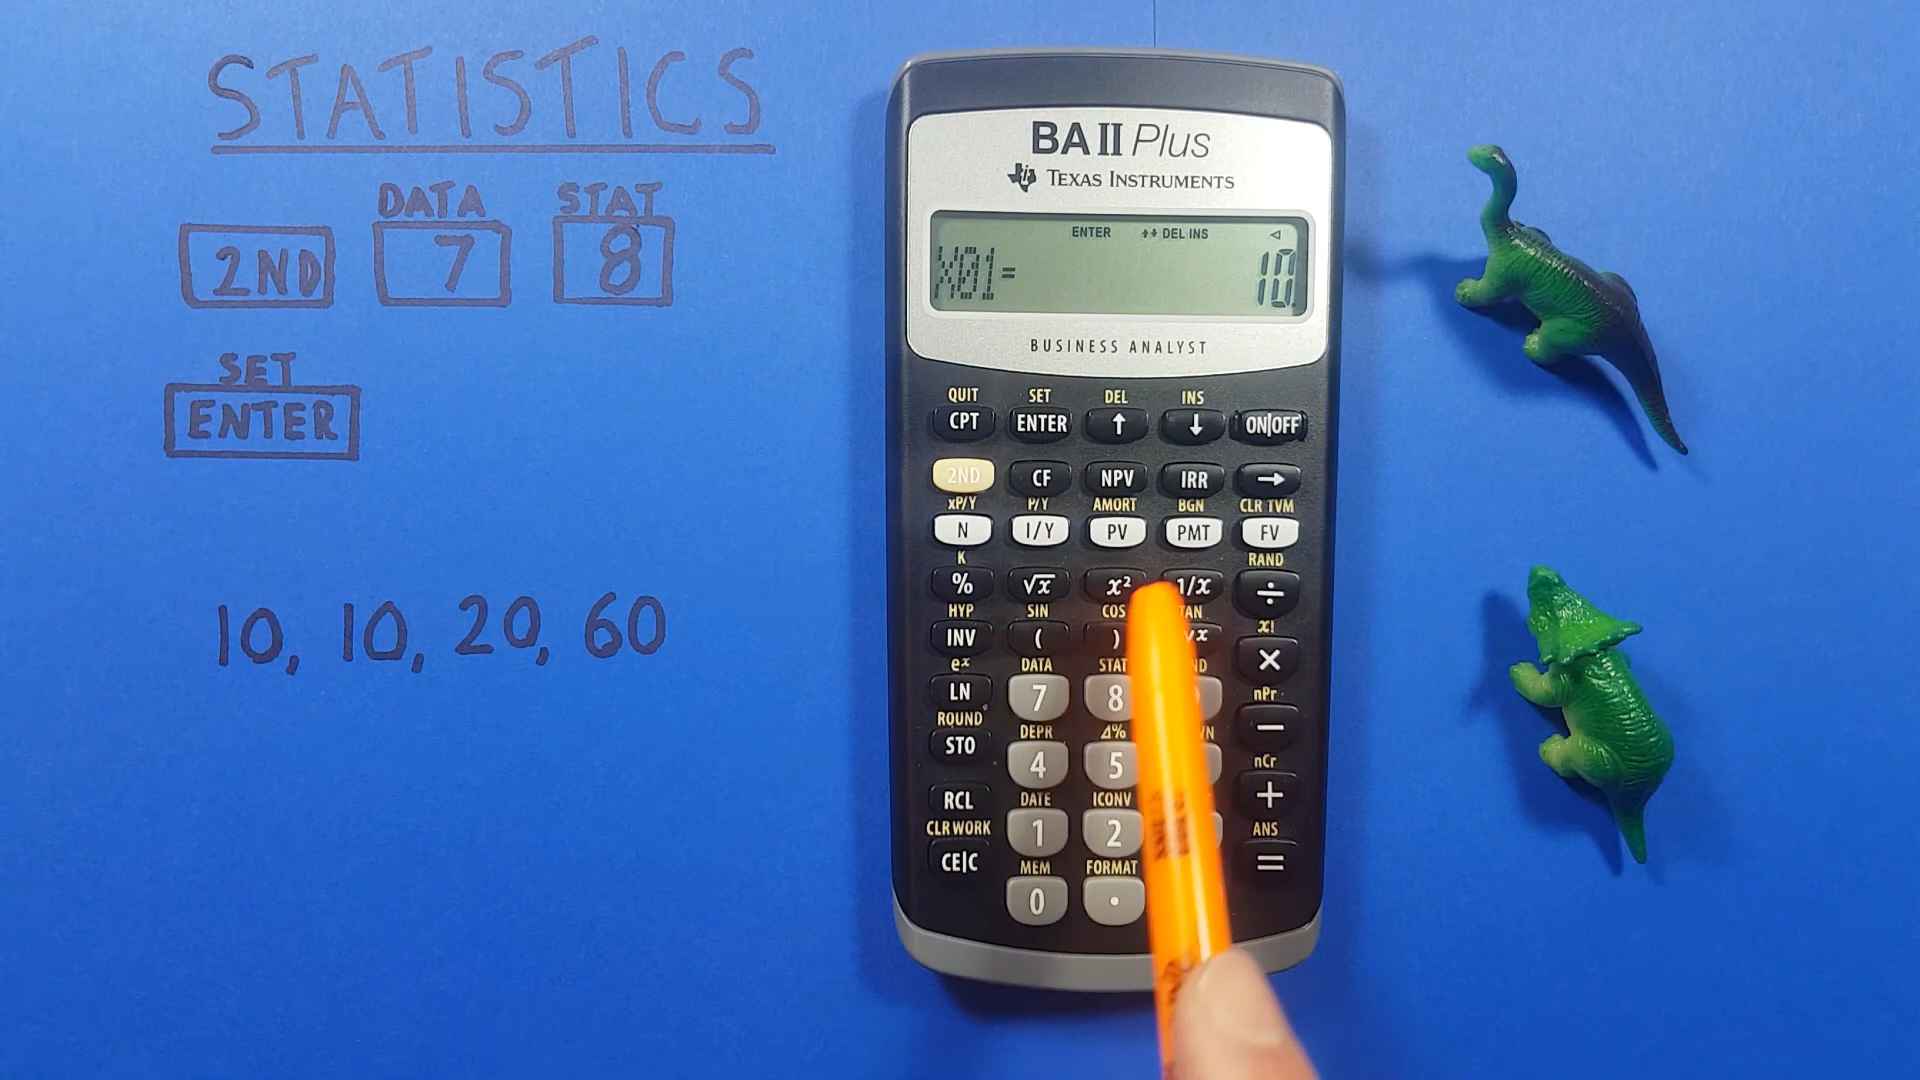 STATISTICS
DATA STAT
2ND 7 8
SET
ENTER
10, 10, 20, 60
BA II Plus
TEXAS INSTRUMENTS
ENTER ↑↓ DEL INS ◁
X01= 10.
BUSINESS ANALYST
QUIT SET DEL INS
CPT ENTER ↑ ↓ ON|OFF
2ND CF NPV IRR →
xP/Y P/Y AMORT BGN CLR TVM
N I/Y PV PMT FV
K RAND
% √x x² 1/x ÷
HYP SIN COS TAN x!
INV ( ) ×
eˣ DATA STAT nPr
LN 7 8 −
ROUND DEPR Δ% nCr
STO 4 5 +
DATE ICONV
RCL 1 2
CLR WORK ANS
CE|C =
MEM FORMAT
0 .